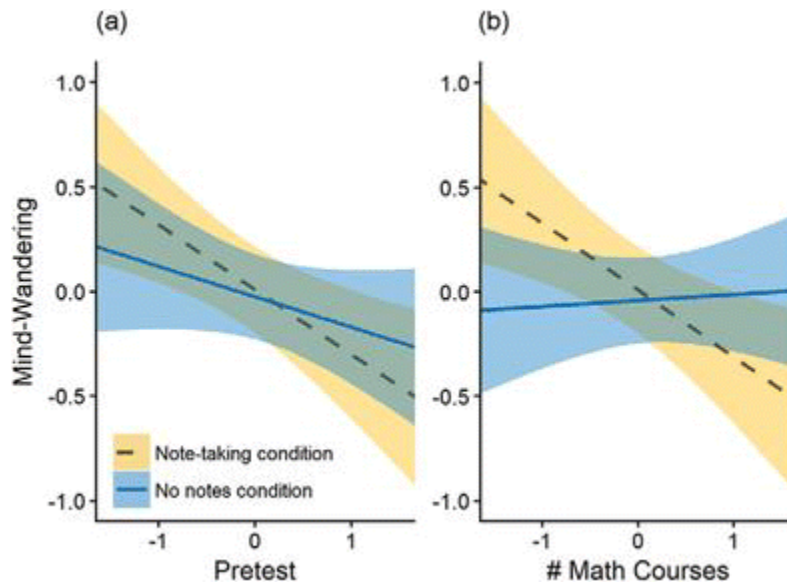 (a)
(b)
Mind-Wandering
1.0
0.5
0.0
-0.5
-1.0
Note-taking condition
No notes condition
-1
0
1
Pretest
1.0
0.5
0.0
-0.5
-1.0
-1
0
1
# Math Courses